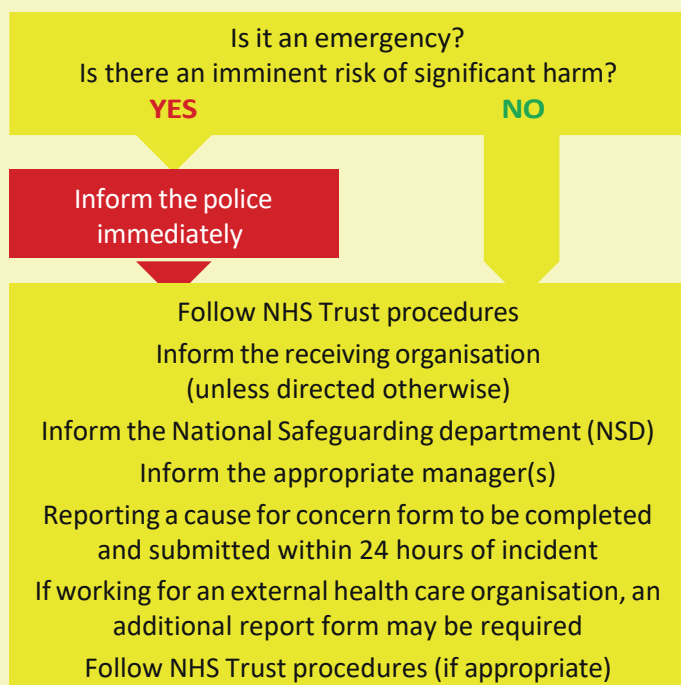 Is it an emergency?
Is there an imminent risk of significant harm?
YES
NO
Inform the police
immediately
Follow NHS Trust procedures
Inform the receiving organisation
(unless directed otherwise)
Inform the National Safeguarding department (NSD)
Inform the appropriate manager(s)
Reporting a cause for concern form to be completed
and submitted within 24 hours of incident
If working for an external health care organisation, an
additional report form may be required
Follow NHS Trust procedures (if appropriate)